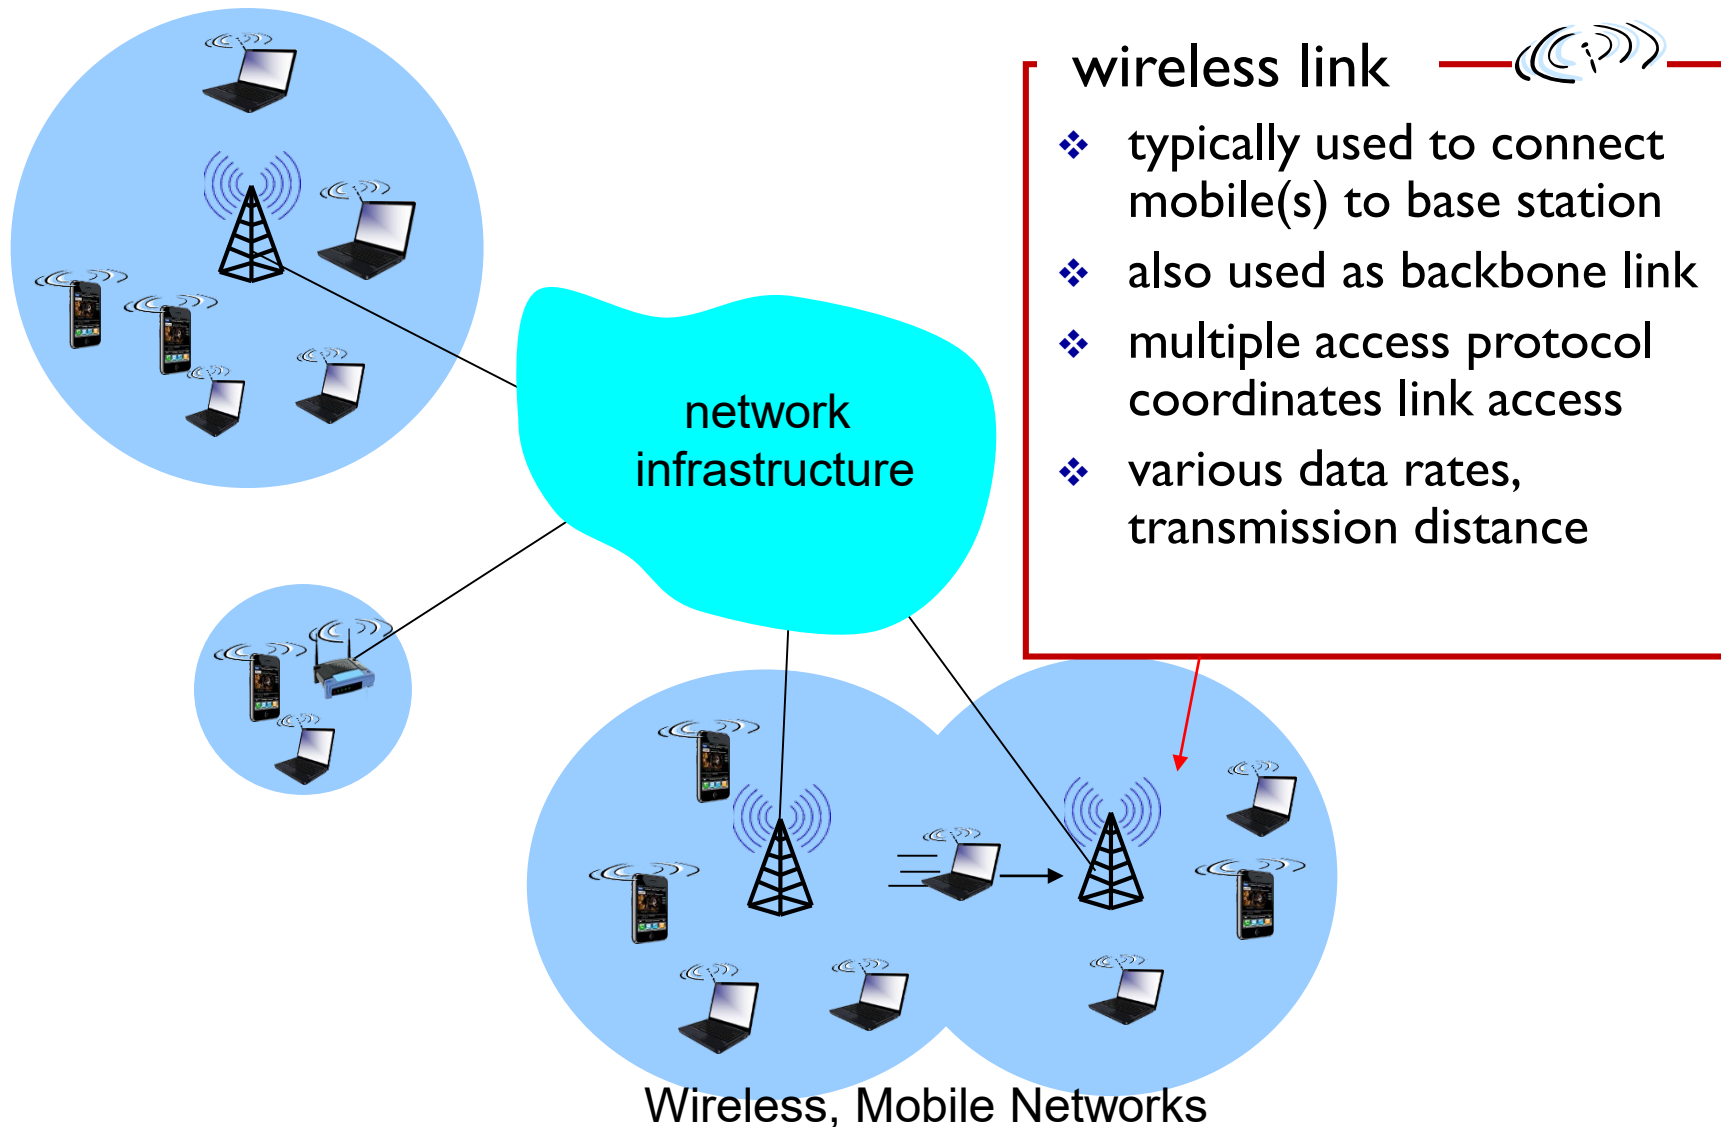 wireless link
❖ typically used to connect
mobile(s) to base station
❖ also used as backbone link
❖ multiple access protocol
coordinates link access
❖ various data rates,
transmission distance
network
infrastructure
Wireless, Mobile Networks